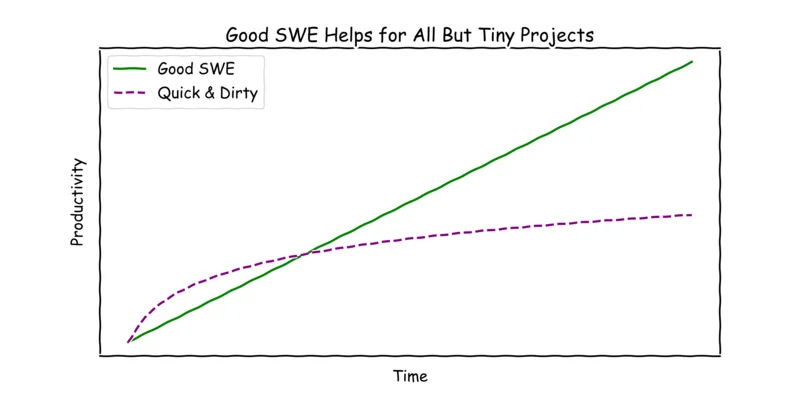 Good SWE Helps for All But Tiny Projects
Good SWE
Quick & Dirty
Productivity
Time